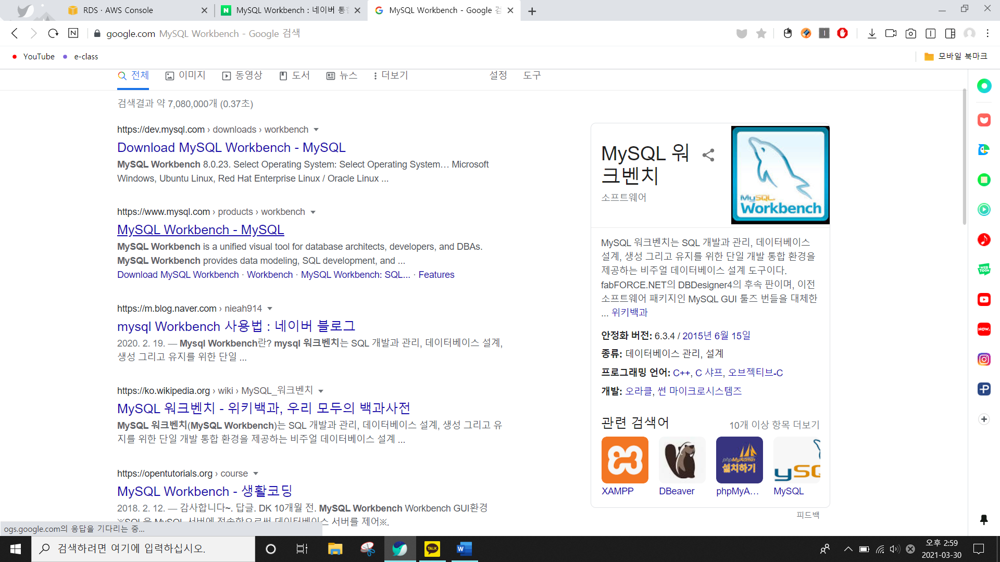 RDS · AWS Console
MySQL Workbench : 네이버 통합
MySQL Workbench - Google 검
google.com MySQL Workbench - Google 검색
YouTube
e-class
모바일 북마크
전체
이미지
동영상
도서
뉴스
더보기
설정
도구
검색결과 약 7,080,000개 (0.37초)
https://dev.mysql.com › downloads › workbench
Download MySQL Workbench - MySQL
MySQL Workbench 8.0.23. Select Operating System: Select Operating System… Microsoft
Windows, Ubuntu Linux, Red Hat Enterprise Linux / Oracle Linux ...
https://www.mysql.com › products › workbench
MySQL Workbench - MySQL
MySQL Workbench is a unified visual tool for database architects, developers, and DBAs.
MySQL Workbench provides data modeling, SQL development, and ...
Download MySQL Workbench · Workbench · MySQL Workbench: SQL... · Features
https://m.blog.naver.com › nieah914
mysql Workbench 사용법 : 네이버 블로그
2020. 2. 19. — Mysql Workbench란? mysql 워크벤치는 SQL 개발과 관리, 데이터베이스 설계,
생성 그리고 유지를 위한 단일 ...
https://ko.wikipedia.org › wiki › MySQL_워크벤치
MySQL 워크벤치 - 위키백과, 우리 모두의 백과사전
MySQL 워크벤치(MySQL Workbench)는 SQL 개발과 관리, 데이터베이스 설계, 생성 그리고 유
지를 위한 단일 개발 통합 환경을 제공하는 비주얼 데이터베이스 설계 ...
https://opentutorials.org › course
MySQL Workbench - 생활코딩
2018. 2. 12. — 감사합니다~. 답글. DK 10개월 전. MySQL Workbench Workbench GUI환경
※SQL을 MySQL 서버에 전송함으로써 데이터베이스 서버를 제어※.
ogs.google.com의 응답을 기다리는 중...
MySQL 워
크벤치
소프트웨어
MySQL
Workbench
MySQL 워크벤치는 SQL 개발과 관리, 데이터베이스
설계, 생성 그리고 유지를 위한 단일 개발 통합 환경을
제공하는 비주얼 데이터베이스 설계 도구이다.
fabFORCE.NET의 DBDesigner4의 후속 판이며, 이전
소프트웨어 패키지인 MySQL GUI 툴즈 번들을 대체한
... 위키백과
안정화 버전: 6.3.4 / 2015년 6월 15일
종류: 데이터베이스 관리, 설계
프로그래밍 언어: C++, C 샤프, 오브젝티브-C
개발: 오라클, 썬 마이크로시스템즈
관련 검색어
10개 이상 항목 더보기
phpMyAdmin
설치하기
ySQ
XAMPP
DBeaver
phpMyA...
MySQL
피드백
WEB
TOON
NOW.
검색하려면 여기에 입력하십시오.
TALK
오후 2:59
2021-03-30